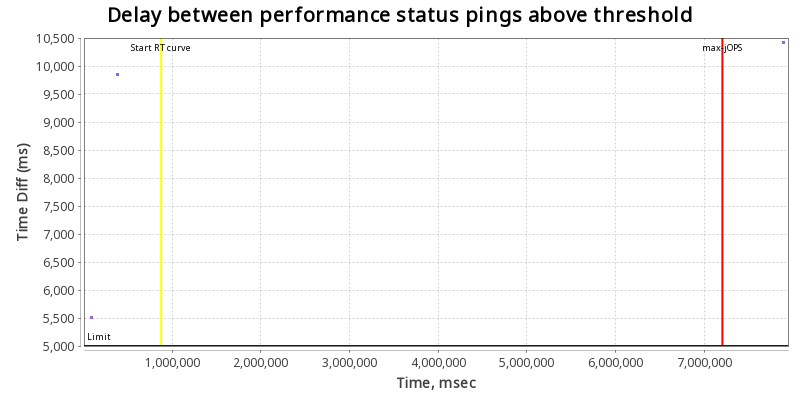 Delay between performance status pings above threshold
Time Diff (ms)
10,500
10,000
9,500
9,000
8,500
8,000
7,500
7,000
6,500
6,000
5,500
5,000
Start RT curve
max-jOPS
Limit
1,000,000 2,000,000 3,000,000 4,000,000 5,000,000 6,000,000 7,000,000
Time, msec